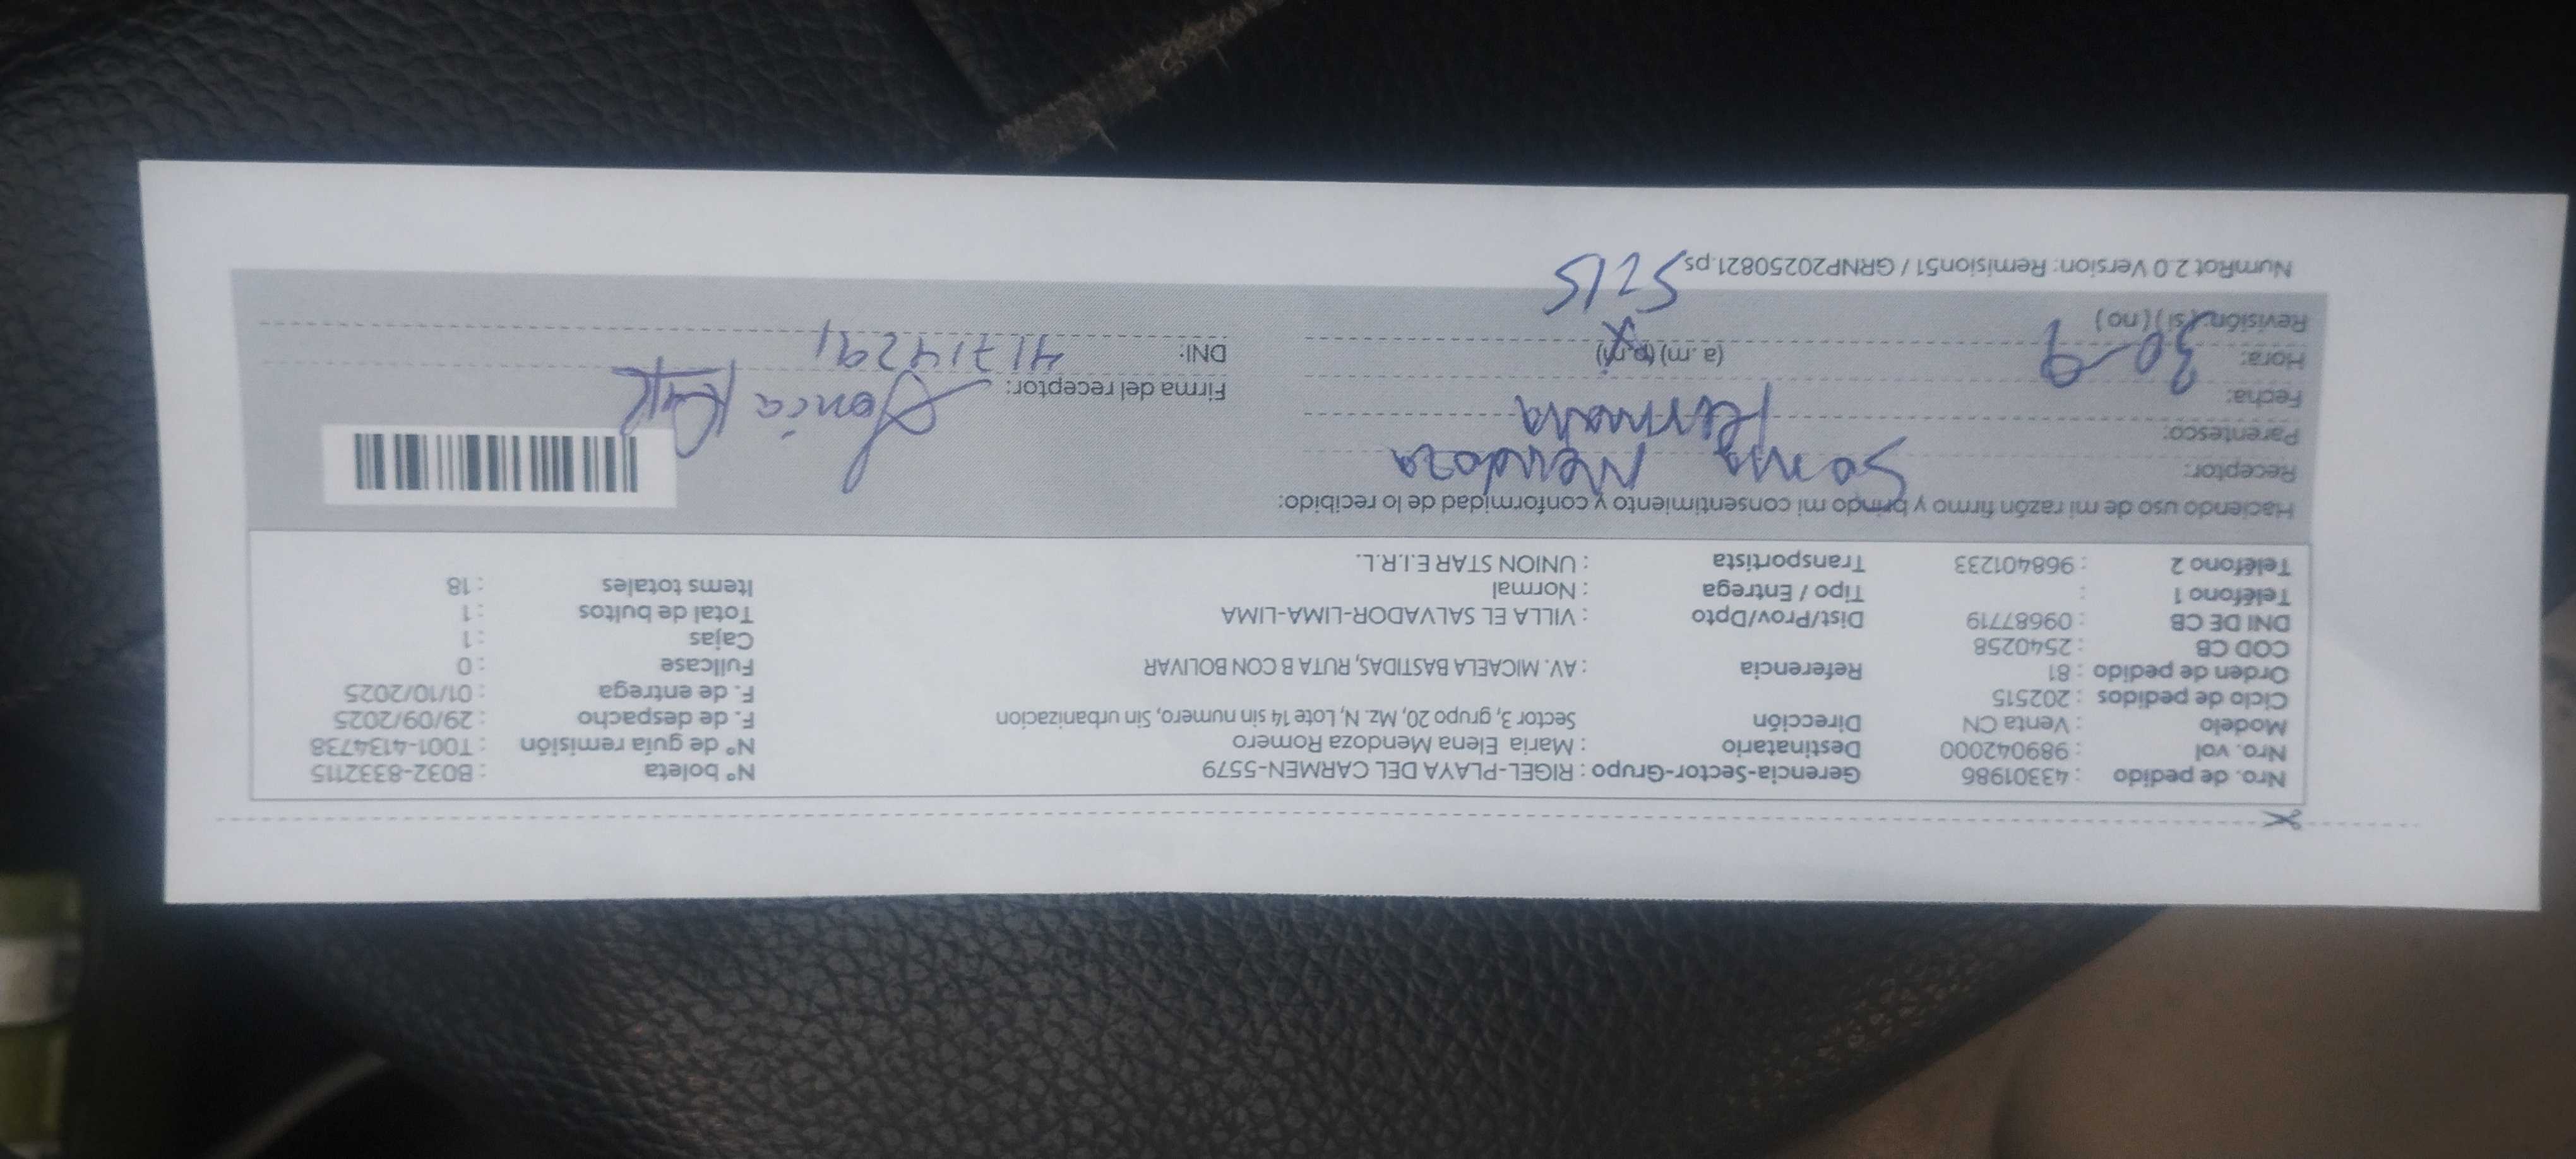 Nro. de pedido : 43301986 Gerencia-Sector-Grupo : RIGEL-PLAYA DEL CARMEN-5579 N° boleta : B032-8332115
Nro. vol : 989042000 Destinatario : Maria Elena Mendoza Romero N° de guía remisión : T001-4134738
Modelo : Venta CN Dirección Sector 3, grupo 20, Mz. N, Lote 14 sin numero, Sin urbanizacion F. de despacho : 29/09/2025
Ciclo de pedidos : 202515 F. de entrega : 01/10/2025
Orden de pedido : 81 Referencia : AV. MICAELA BASTIDAS, RUTA B CON BOLIVAR Fullcase : 0
COD CB : 2540258 Cajas : 1
DNI DE CB : 09687719 Dist/Prov/Dpto : VILLA EL SALVADOR-LIMA-LIMA Total de bultos : 1
Teléfono 1 : Tipo / Entrega : Normal Items totales : 18
Teléfono 2 : 968401233 Transportista : UNION STAR E.I.R.L.
Haciendo uso de mi razón firmo y brindo mi consentimiento y conformidad de lo recibido:
Receptor: Sonia Mendoza
Parentesco: Hermana
Fecha: 30-9 Firma del receptor: Sonia
Hora: (a.m) (p.m) DNI: 41714291
Revisión: (si) (no) 5215
NumRot 2.0 Version: Remision51 / GRNP20250821.ps